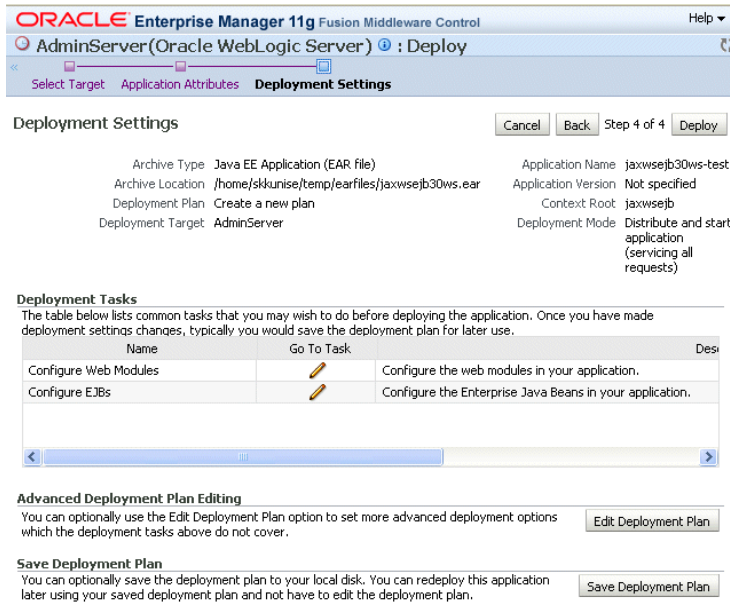 ORACLE Enterprise Manager 11g Fusion Middleware Control
Help
AdminServer(Oracle WebLogic Server) : Deploy
Select Target Application Attributes Deployment Settings
Deployment Settings
Cancel Back Step 4 of 4 Deploy
Archive Type Java EE Application (EAR file)
Archive Location /home/skkunise/temp/earfiles/jaxwsejb30ws.ear
Deployment Plan Create a new plan
Deployment Target AdminServer
Application Name jaxwsejb30ws-test
Application Version Not specified
Context Root jaxwsejb
Deployment Mode Distribute and start
application
(servicing all
requests)
Deployment Tasks
The table below lists common tasks that you may wish to do before deploying the application. Once you have made
deployment settings changes, typically you would save the deployment plan for later use.
Name Go To Task Des
Configure Web Modules Configure the web modules in your application.
Configure EJBs Configure the Enterprise Java Beans in your application.
Advanced Deployment Plan Editing
You can optionally use the Edit Deployment Plan option to set more advanced deployment options
which the deployment tasks above do not cover.
Edit Deployment Plan
Save Deployment Plan
You can optionally save the deployment plan to your local disk. You can redeploy this application
later using your saved deployment plan and not have to edit the deployment plan.
Save Deployment Plan